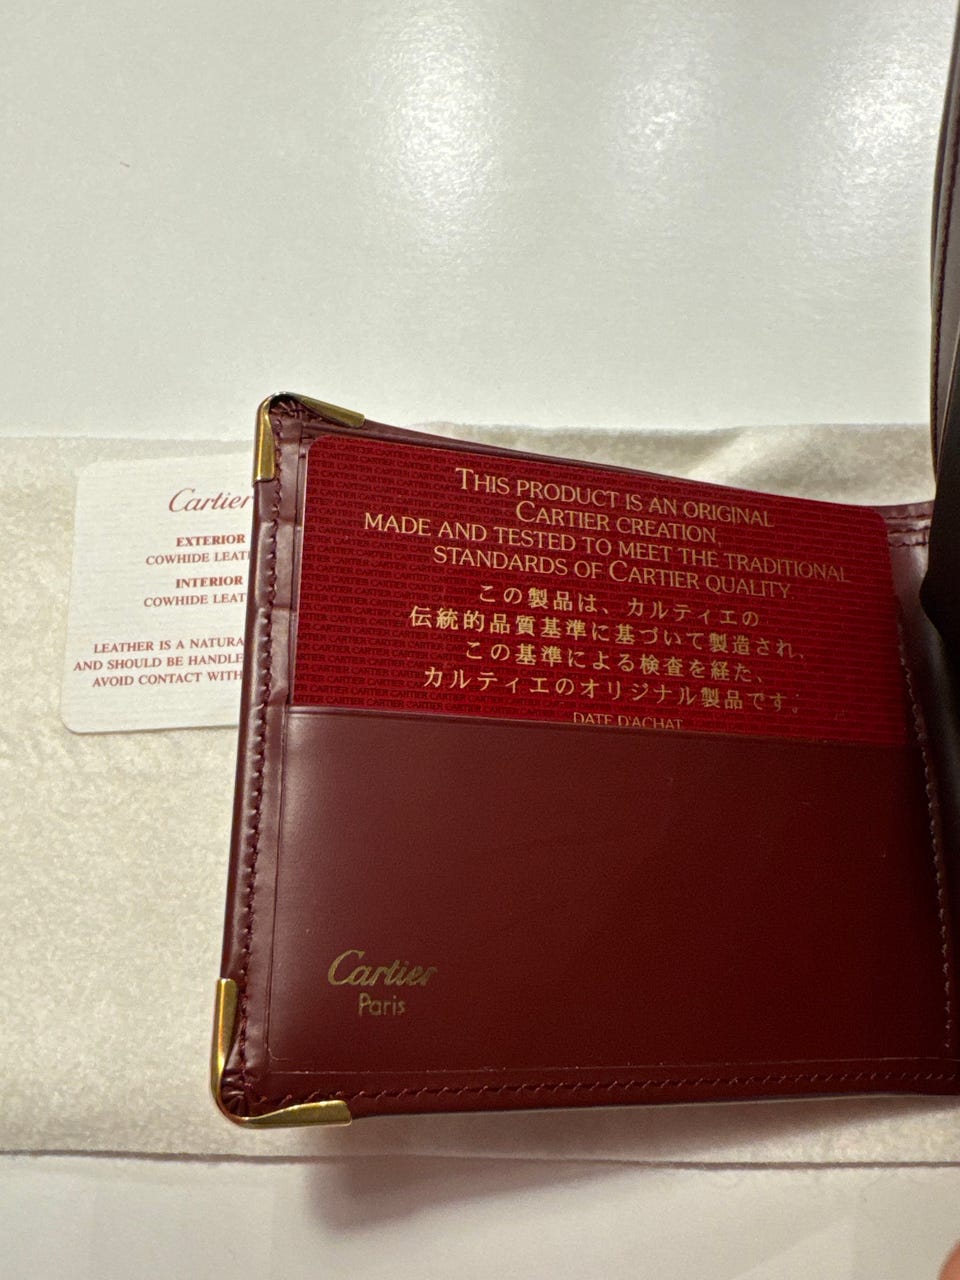 Cartier
EXTERIOR
COWHIDE
INTERIOR
COWHIDE
LEATHER IS A
AND SHOULD BE
AVOID CONTACT WITH
THIS PRODUCT IS AN ORIGINAL
CARTIER CREATION,
MADE AND TESTED TO MEET THE TRADITIONAL
STANDARDS OF CARTIER QUALITY
この製品は、カルティエの
伝統的品質基準に基づいて製造され、
この基準による検査を経た、
カルティエのオリジナル製品です。
DATE D'ACHAT
Cartier
Paris